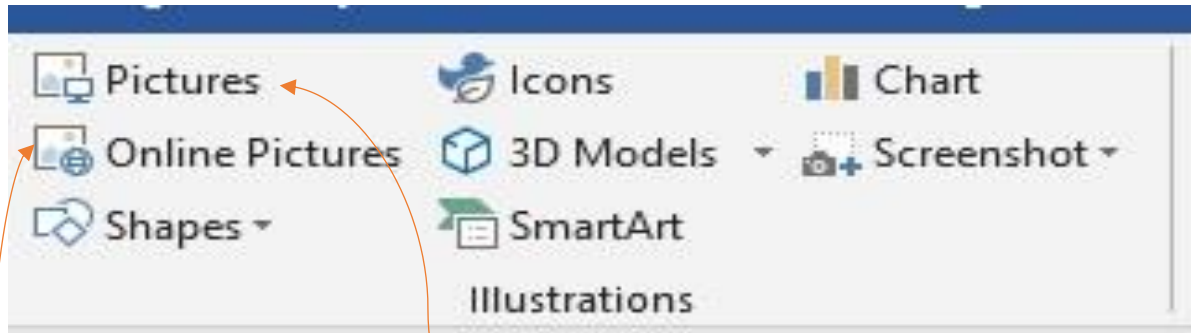 Pictures Icons Chart
Online Pictures 3D Models Screenshot
Shapes SmartArt
Illustrations